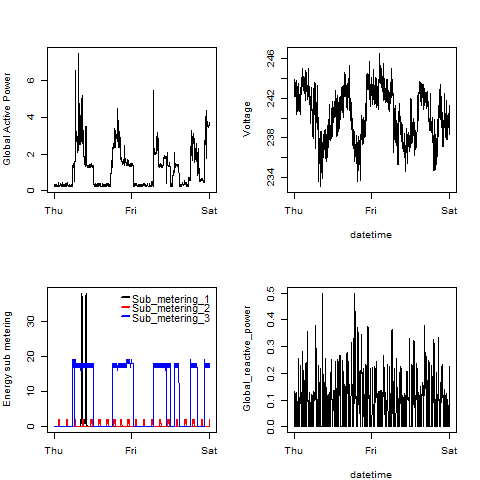 Global Active Power
6
4
2
0
Thu Fri Sat
Voltage
246
242
238
234
Thu Fri Sat
datetime
Energy sub metering
30
20
10
0
Sub_metering_1
Sub_metering_2
Sub_metering_3
Thu Fri Sat
Global_reactive_power
0.5
0.4
0.3
0.2
0.1
0.0
Thu Fri Sat
datetime